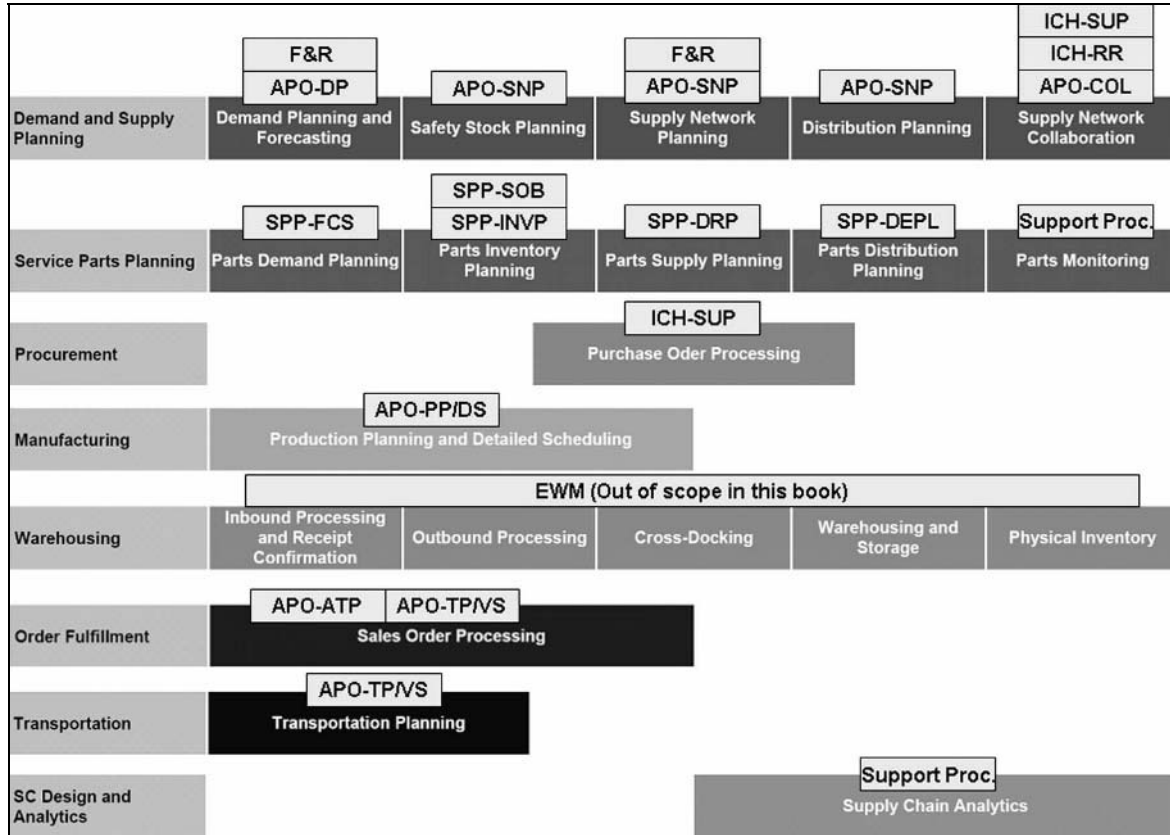 ICH-SUP
F&R
F&R
ICH-RR
APO-DP
APO-SNP
APO-SNP
APO-SNP
APO-COL
Demand and Supply
Planning
Demand Planning and
Forecasting
Safety Stock Planning
Supply Network
Planning
Distribution Planning
Supply Network
Collaboration
SPP-SOB
SPP-FCS
SPP-INVP
SPP-DRP
SPP-DEPL
Support Proc.
Service Parts Planning
Parts Demand Planning
Parts Inventory
Planning
Parts Supply Planning
Parts Distribution
Planning
Parts Monitoring
ICH-SUP
Procurement
Purchase Oder Processing
APO-PP/DS
Manufacturing
Production Planning and Detailed Scheduling
EWM (Out of scope in this book)
Warehousing
Inbound Processing
and Receipt
Confirmation
Outbound Processing
Cross-Docking
Warehousing and
Storage
Physical Inventory
APO-ATP
APO-TP/VS
Order Fulfillment
Sales Order Processing
APO-TP/VS
Transportation
Transportation Planning
Support Proc.
SC Design and
Analytics
Supply Chain Analytics